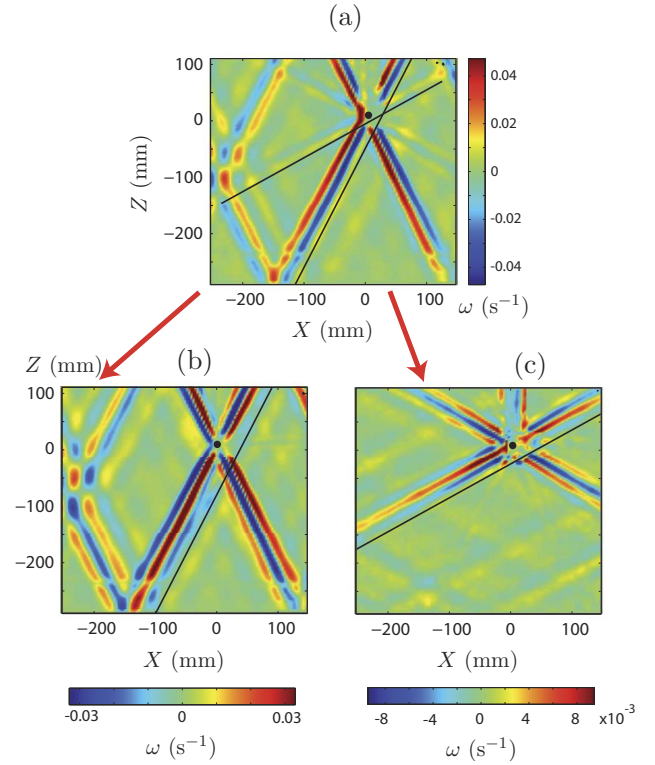 (a)
Z (mm)
100
0
−100
−200
−200 −100 0 100
X (mm)
0.04
0.02
0
-0.02
-0.04
ω (s−1)
(b)
Z (mm)
100
0
−100
−200
−200 −100 0 100
X (mm)
-0.03 0 0.03
ω (s−1)
(c)
−200 −100 0 100
X (mm)
-8 -4 0 4 8 x10-3
ω (s−1)